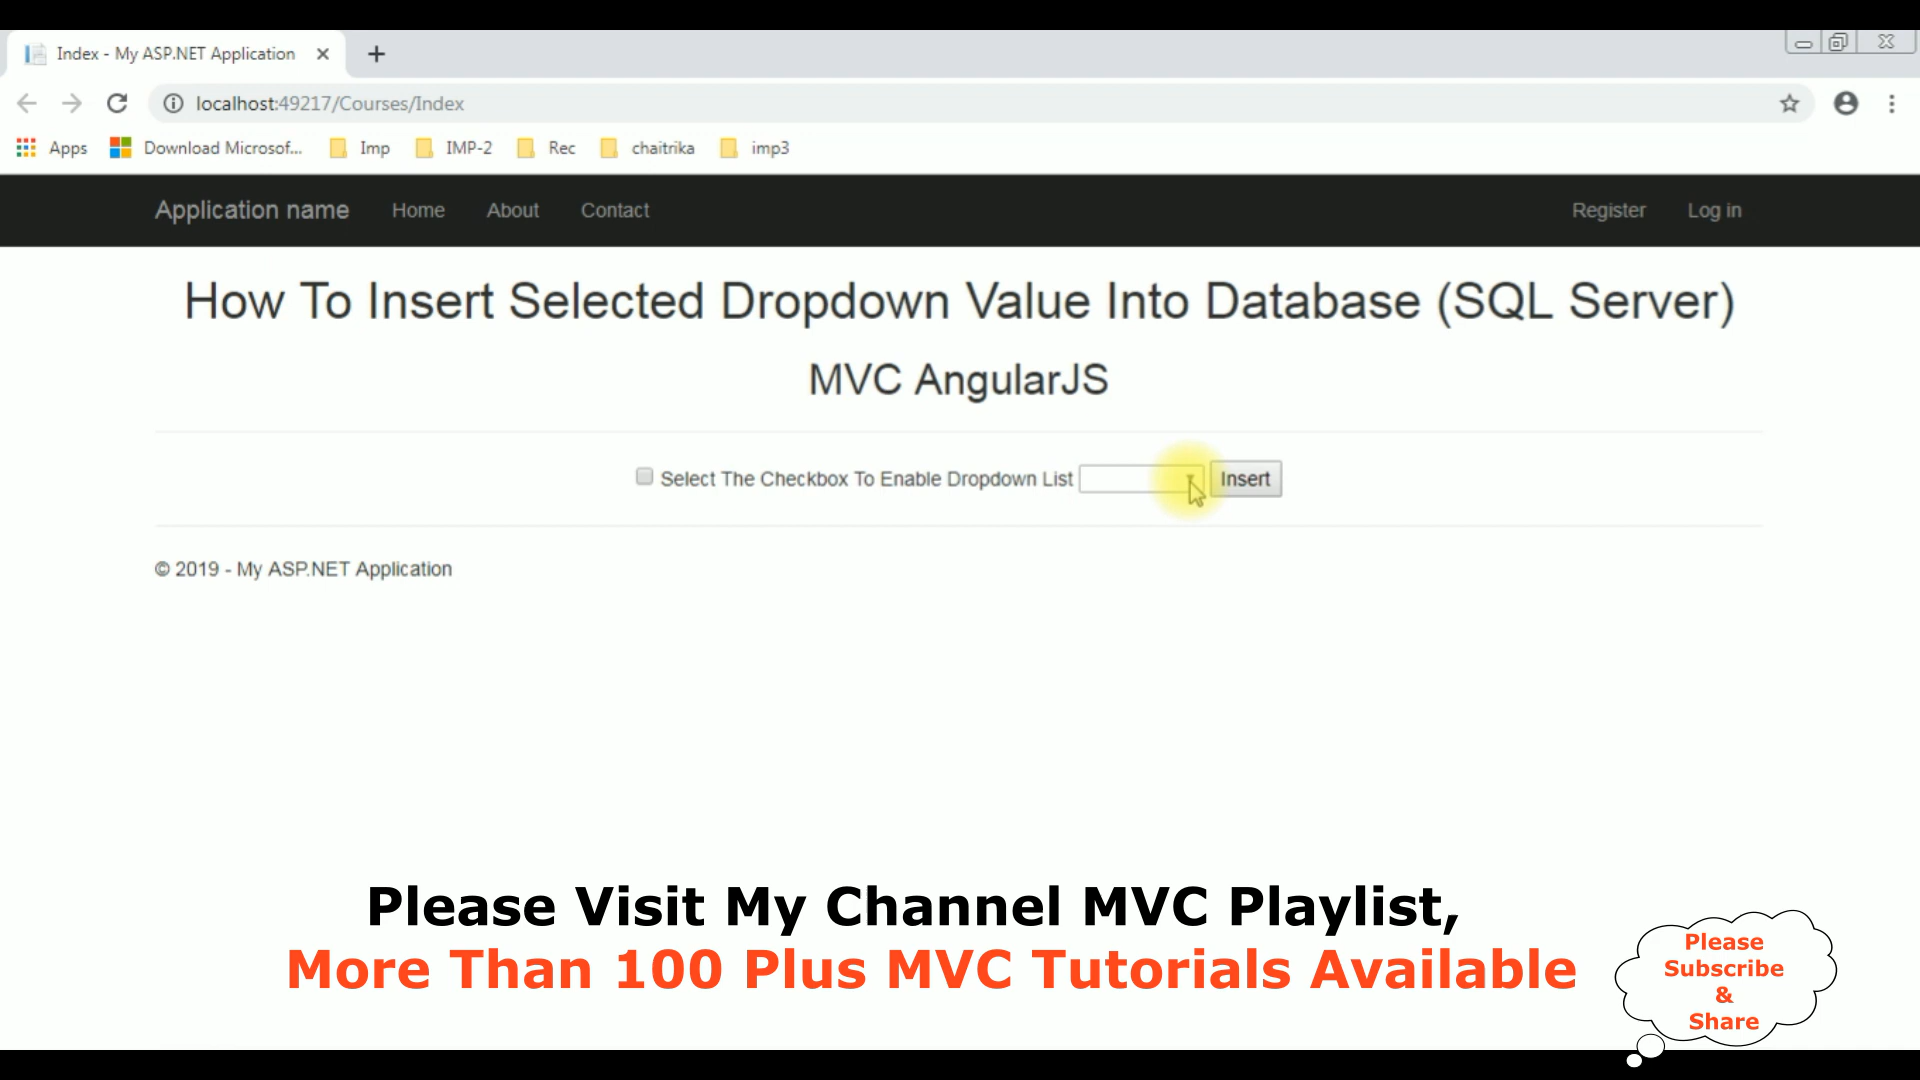 Index - My ASP.NET Application
localhost:49217/Courses/Index
Apps Download Microsof... Imp IMP-2 Rec chaitrika imp3
Application name Home About Contact Register Log in
How To Insert Selected Dropdown Value Into Database (SQL Server)
MVC AngularJS
Select The Checkbox To Enable Dropdown List Insert
© 2019 - My ASP.NET Application
Please Visit My Channel MVC Playlist,
More Than 100 Plus MVC Tutorials Available
Please
Subscribe
&
Share